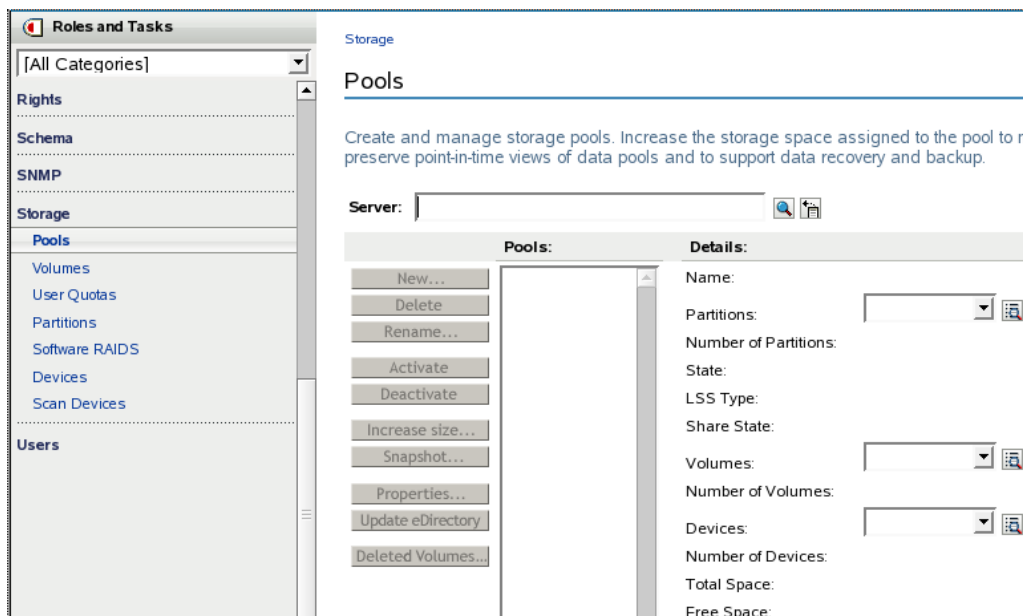 Roles and Tasks
[All Categories]
Rights
Schema
SNMP
Storage
Pools
Volumes
User Quotas
Partitions
Software RAIDS
Devices
Scan Devices
Users
Storage
Pools
Create and manage storage pools. Increase the storage space assigned to the pool to
preserve point-in-time views of data pools and to support data recovery and backup.
Server:
Pools:
Details:
New...
Delete
Rename...
Activate
Deactivate
Increase size...
Snapshot...
Properties...
Update eDirectory
Deleted Volumes...
Name:
Partitions:
Number of Partitions:
State:
LSS Type:
Share State:
Volumes:
Number of Volumes:
Devices:
Number of Devices:
Total Space:
Free Space: